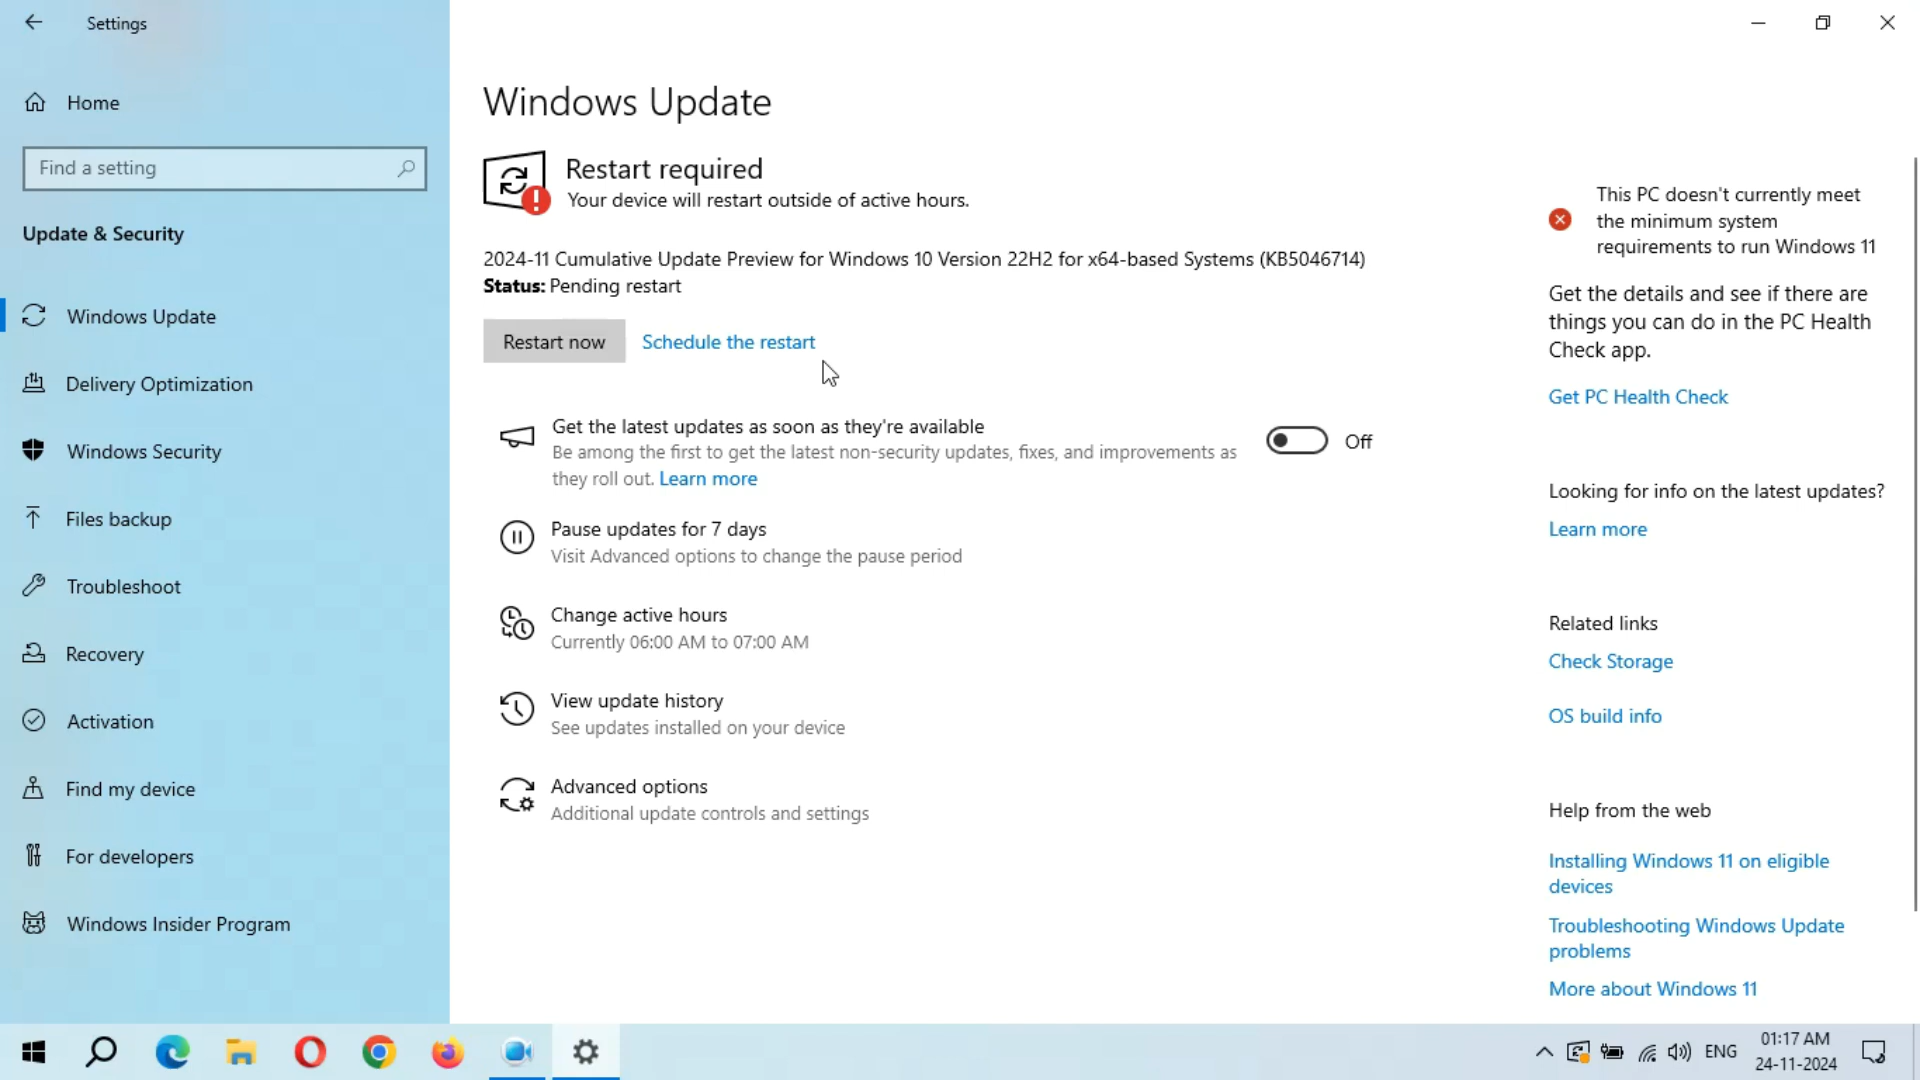 Settings
Home
Find a setting
Update & Security
Windows Update
Delivery Optimization
Windows Security
Files backup
Troubleshoot
Recovery
Activation
Find my device
For developers
Windows Insider Program
Windows Update
Restart required
Your device will restart outside of active hours.
2024-11 Cumulative Update Preview for Windows 10 Version 22H2 for x64-based Systems (KB5046714)
Status: Pending restart
Restart now
Schedule the restart
Get the latest updates as soon as they're available
Be among the first to get the latest non-security updates, fixes, and improvements as
they roll out. Learn more
Off
Pause updates for 7 days
Visit Advanced options to change the pause period
Change active hours
Currently 06:00 AM to 07:00 AM
View update history
See updates installed on your device
Advanced options
Additional update controls and settings
This PC doesn't currently meet
the minimum system
requirements to run Windows 11
Get the details and see if there are
things you can do in the PC Health
Check app.
Get PC Health Check
Looking for info on the latest updates?
Learn more
Related links
Check Storage
OS build info
Help from the web
Installing Windows 11 on eligible
devices
Troubleshooting Windows Update
problems
More about Windows 11
ENG
01:17 AM
24-11-2024